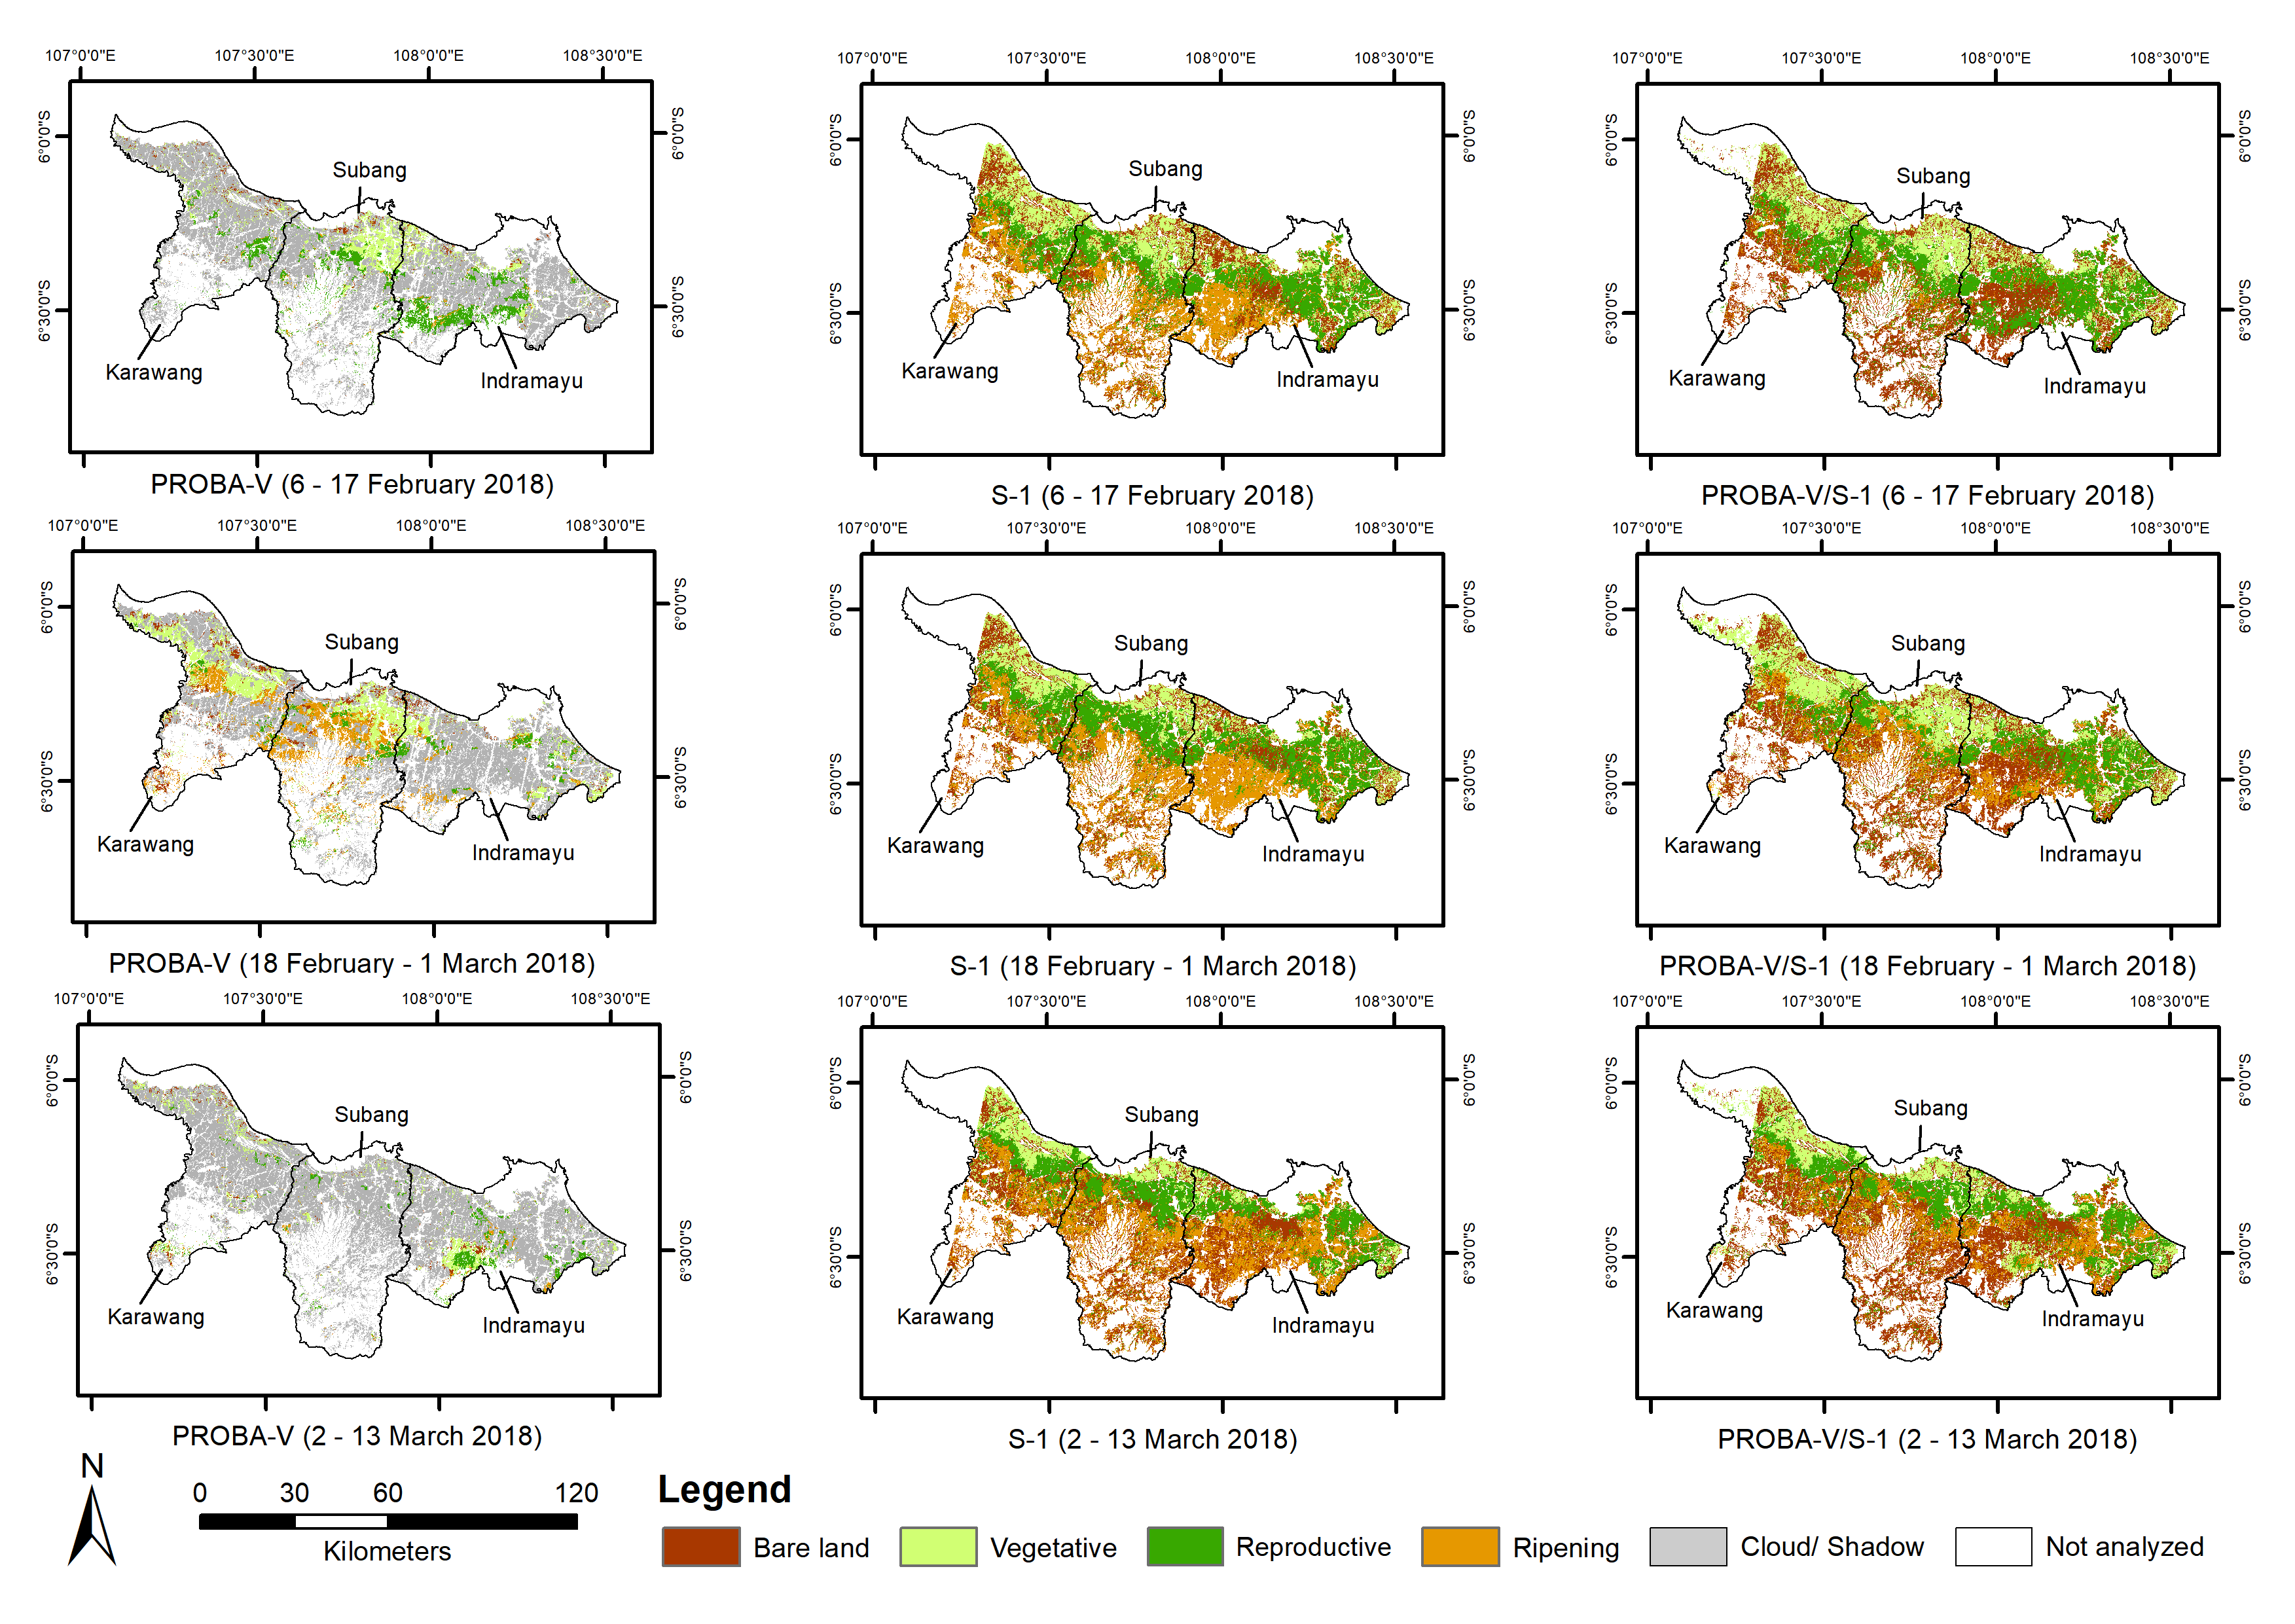 107°0'0"E 107°30'0"E 108°0'0"E 108°30'0"E
107°0'0"E 107°30'0"E 108°0'0"E 108°30'0"E
107°0'0"E 107°30'0"E 108°0'0"E 108°30'0"E
6°0'0"S 6°0'0"S 6°0'0"S 6°0'0"S 6°0'0"S 6°0'0"S
Subang Subang Subang
6°30'0"S 6°30'0"S 6°30'0"S 6°30'0"S 6°30'0"S 6°30'0"S
Karawang Karawang Karawang
Indramayu Indramayu Indramayu
PROBA-V (6 - 17 February 2018)
S-1 (6 - 17 February 2018)
PROBA-V/S-1 (6 - 17 February 2018)
107°0'0"E 107°30'0"E 108°0'0"E 108°30'0"E
107°0'0"E 107°30'0"E 108°0'0"E 108°30'0"E
107°0'0"E 107°30'0"E 108°0'0"E 108°30'0"E
6°0'0"S 6°0'0"S 6°0'0"S 6°0'0"S 6°0'0"S 6°0'0"S
Subang Subang Subang
6°30'0"S 6°30'0"S 6°30'0"S 6°30'0"S 6°30'0"S 6°30'0"S
Karawang Karawang Karawang
Indramayu Indramayu Indramayu
PROBA-V (18 February - 1 March 2018)
S-1 (18 February - 1 March 2018)
PROBA-V/S-1 (18 February - 1 March 2018)
107°0'0"E 107°30'0"E 108°0'0"E 108°30'0"E
107°0'0"E 107°30'0"E 108°0'0"E 108°30'0"E
107°0'0"E 107°30'0"E 108°0'0"E 108°30'0"E
6°0'0"S 6°0'0"S 6°0'0"S 6°0'0"S 6°0'0"S 6°0'0"S
Subang Subang Subang
6°30'0"S 6°30'0"S 6°30'0"S 6°30'0"S 6°30'0"S 6°30'0"S
Karawang Karawang Karawang
Indramayu Indramayu Indramayu
PROBA-V (2 - 13 March 2018)
S-1 (2 - 13 March 2018)
PROBA-V/S-1 (2 - 13 March 2018)
N
0 30 60 120
Kilometers
Legend
Bare land Vegetative Reproductive Ripening Cloud/ Shadow Not analyzed